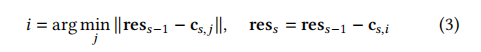 i = arg min_j ‖res_{s−1} − c_{s,j}‖,   res_s = res_{s−1} − c_{s,i}   (3)